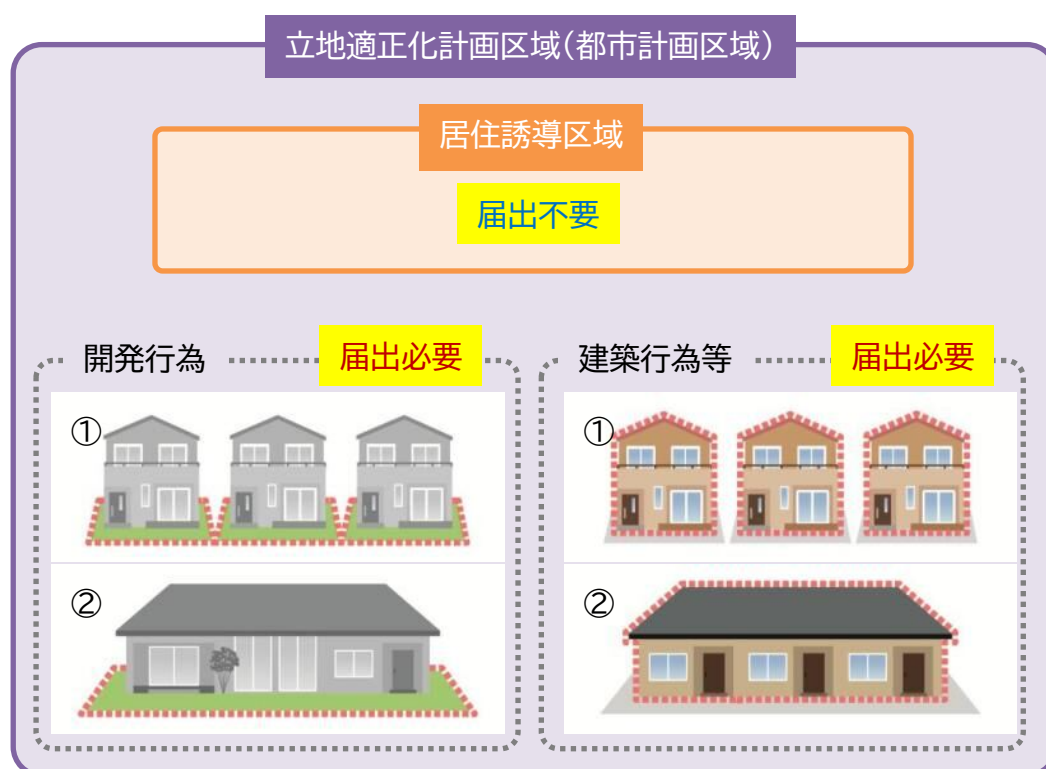 立地適正化計画区域(都市計画区域)
居住誘導区域
届出不要
開発行為
届出必要
①
②
建築行為等
届出必要
①
②